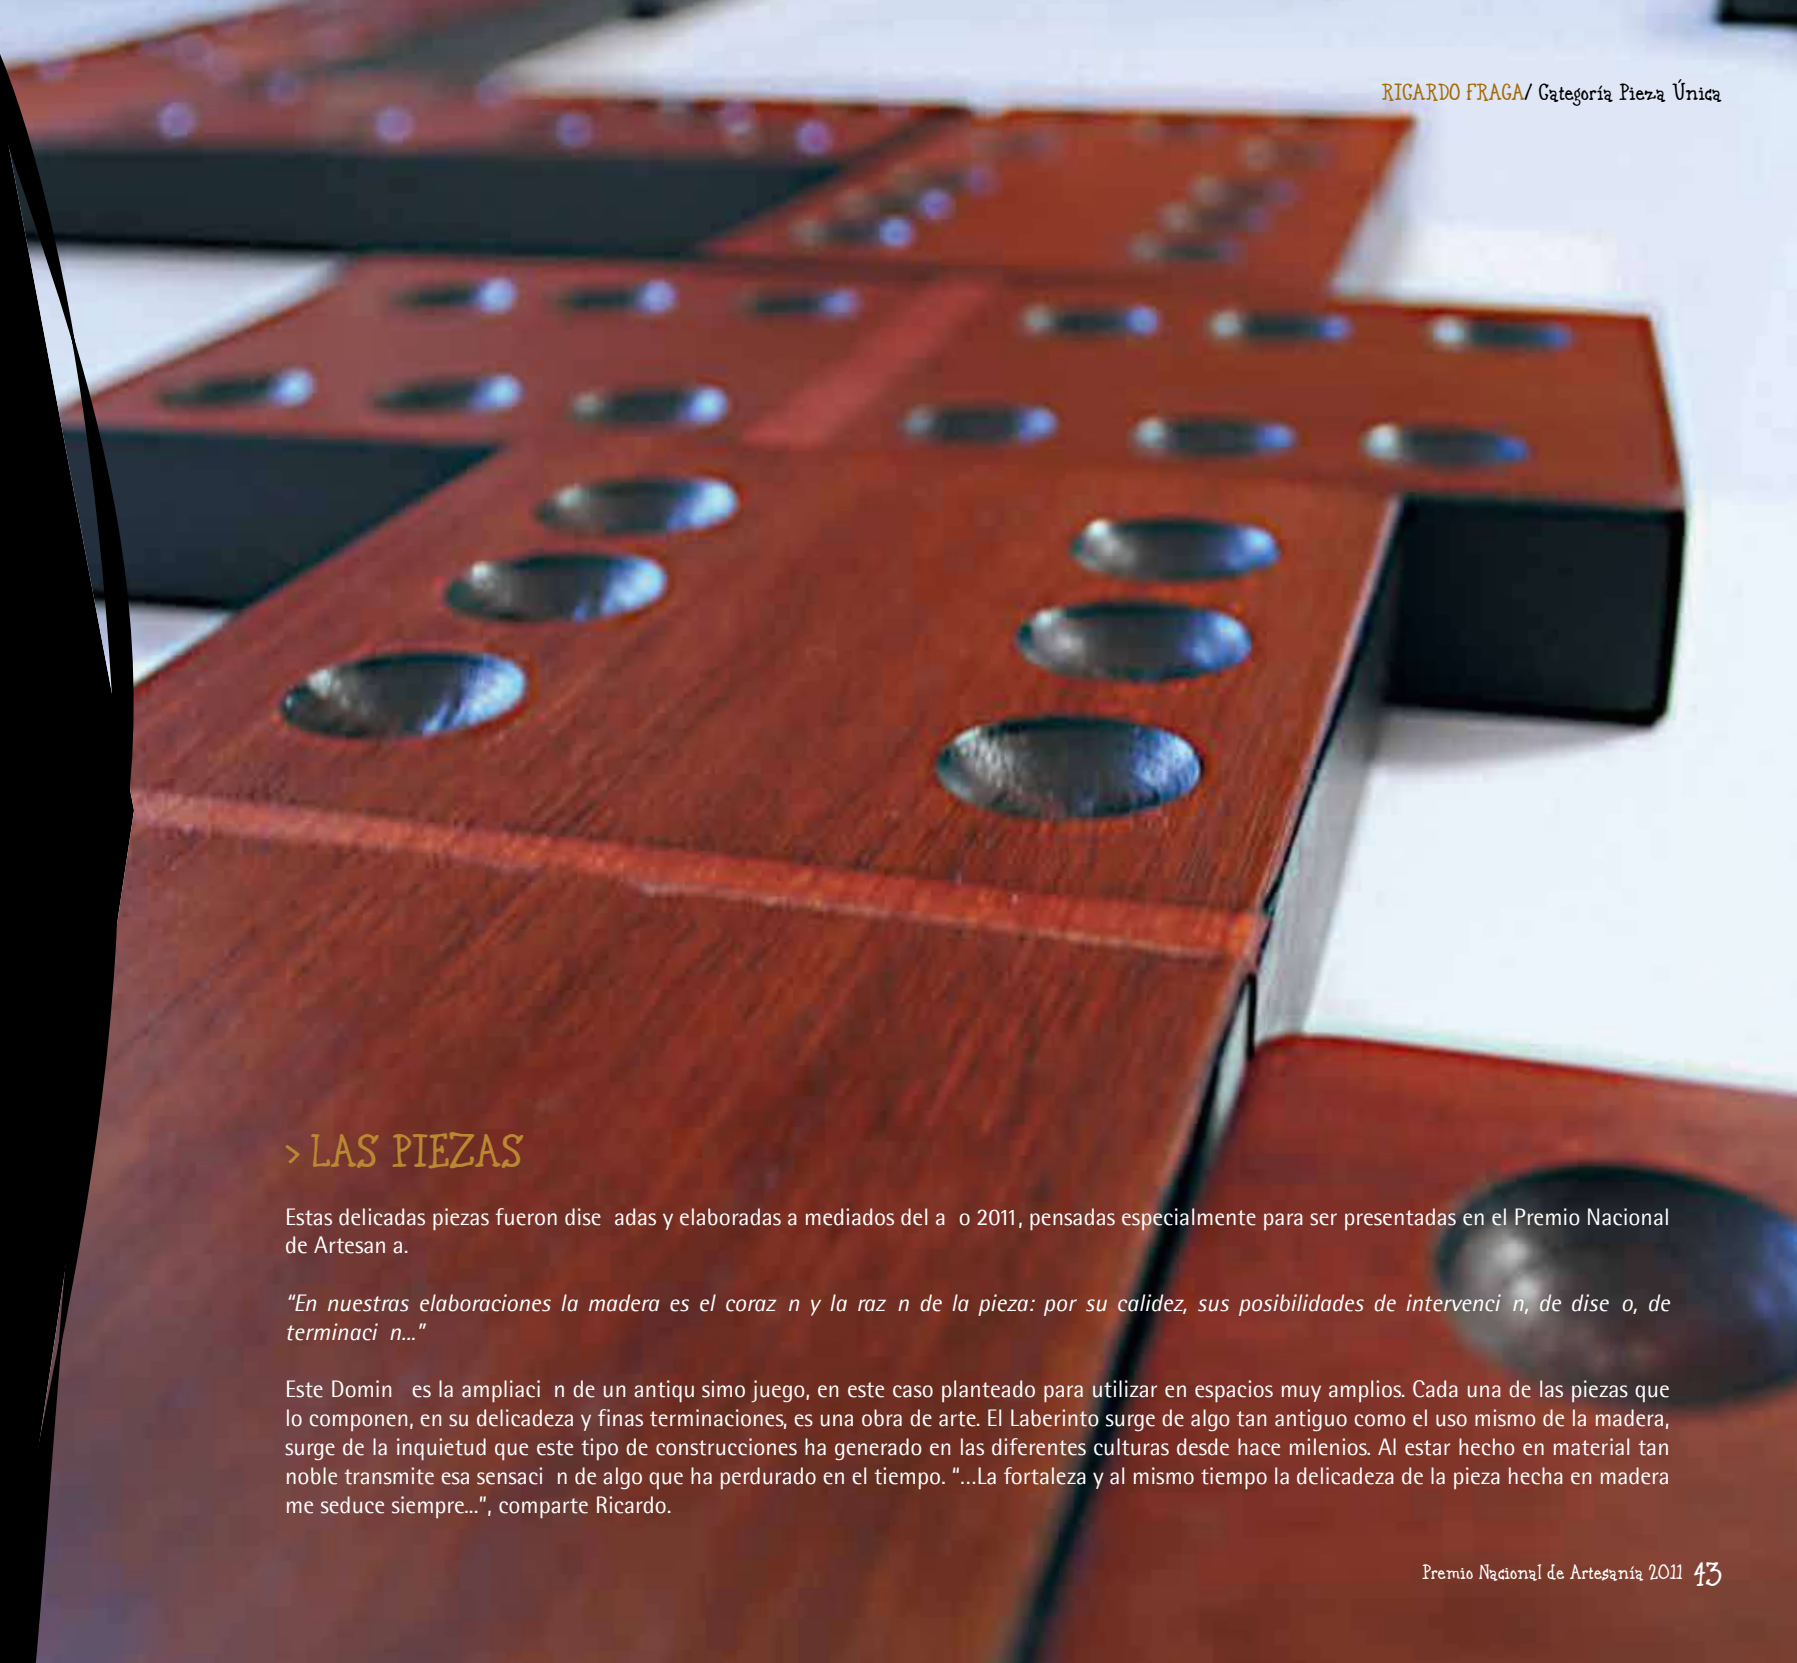 RICARDO FRAGA/ Categoría Pieza Única
> LAS PIEZAS
Estas delicadas piezas fueron dise adas y elaboradas a mediados del a o 2011, pensadas especialmente para ser presentadas en el Premio Nacional
de Artesan a.
“En nuestras elaboraciones la madera es el coraz n y la raz n de la pieza: por su calidez, sus posibilidades de intervenci n, de dise o, de
terminaci n...”
Este Domin es la ampliaci n de un antiqu simo juego, en este caso planteado para utilizar en espacios muy amplios. Cada una de las piezas que
lo componen, en su delicadeza y finas terminaciones, es una obra de arte. El Laberinto surge de algo tan antiguo como el uso mismo de la madera,
surge de la inquietud que este tipo de construcciones ha generado en las diferentes culturas desde hace milenios. Al estar hecho en material tan
noble transmite esa sensaci n de algo que ha perdurado en el tiempo. “...La fortaleza y al mismo tiempo la delicadeza de la pieza hecha en madera
me seduce siempre...”, comparte Ricardo.
Premio Nacional de Artesanía 2011 43